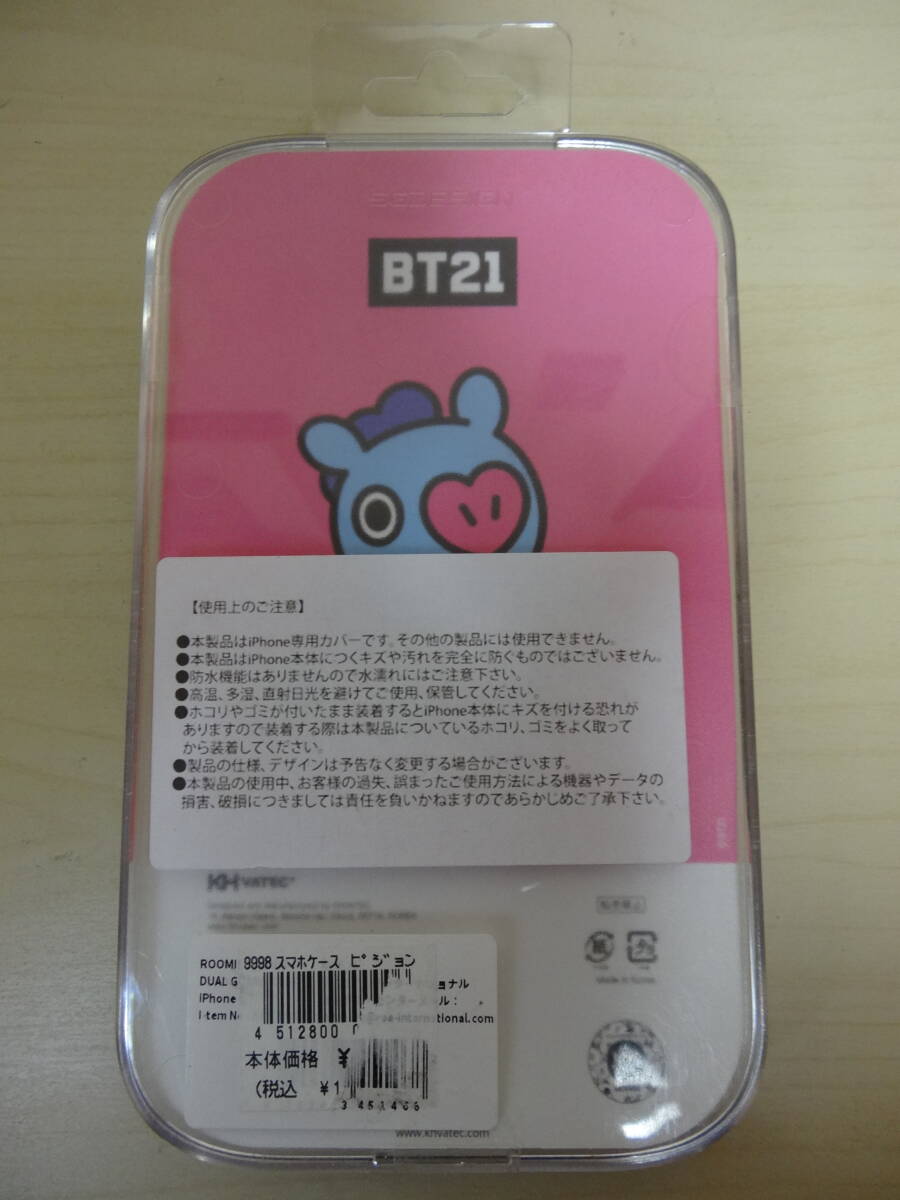 BT21
【使用上のご注意】
●本製品はiPhone専用カバーです。その他の製品には使用できません。
●本製品はiPhone本体につくキズや汚れを完全に防ぐものではございません。
●防水機能はありませんので水濡れにはご注意下さい。
●高温、多湿、直射日光を避けてご使用、保管してください。
●ホコリやゴミが付いたまま装着するとiPhone本体にキズを付ける恐れが
ありますので装着する際は本製品についているホコリ、ゴミをよく取って
から装着してください。
●製品の仕様、デザインは予告なく変更する場合がございます。
●本製品の使用中、お客様の過失、誤まったご使用方法による機器やデータの
損害、破損につきましては責任を負いかねますのであらかじめご了承下さい。
KH VATEC
Made in Korea
ROOMI 9998 スマホケース ピジョン
DUAL G ョナル
iPhone ル:
Item N @roa-international.com
4 512800
本体価格 ¥
(税込 ¥1
www.khvatec.com